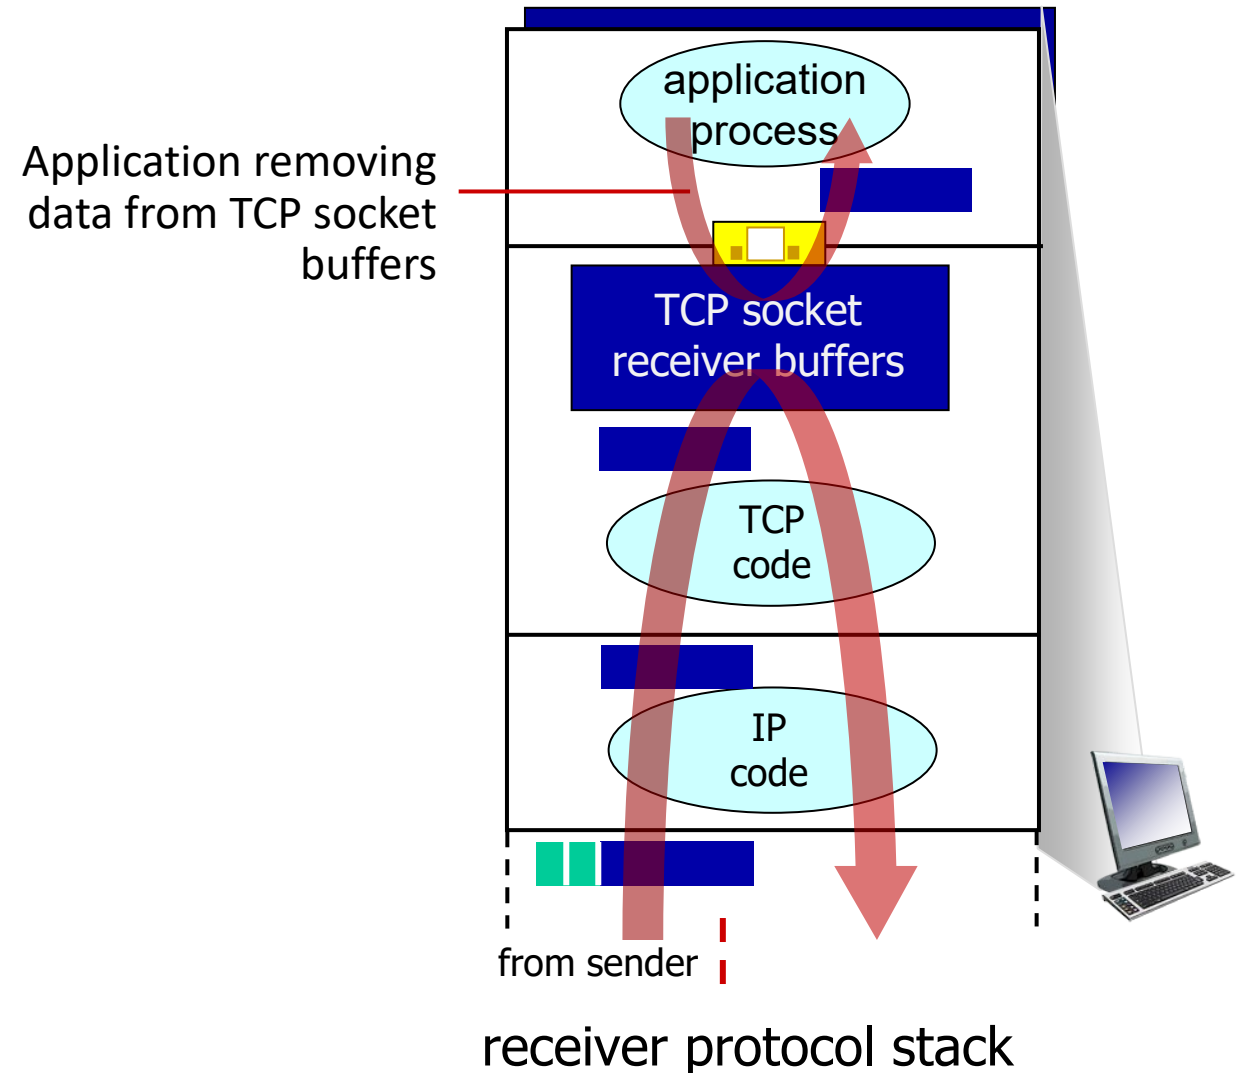 application
process
Application removing
data from TCP socket
buffers
TCP socket
receiver buffers
TCP
code
IP
code
from sender
receiver protocol stack